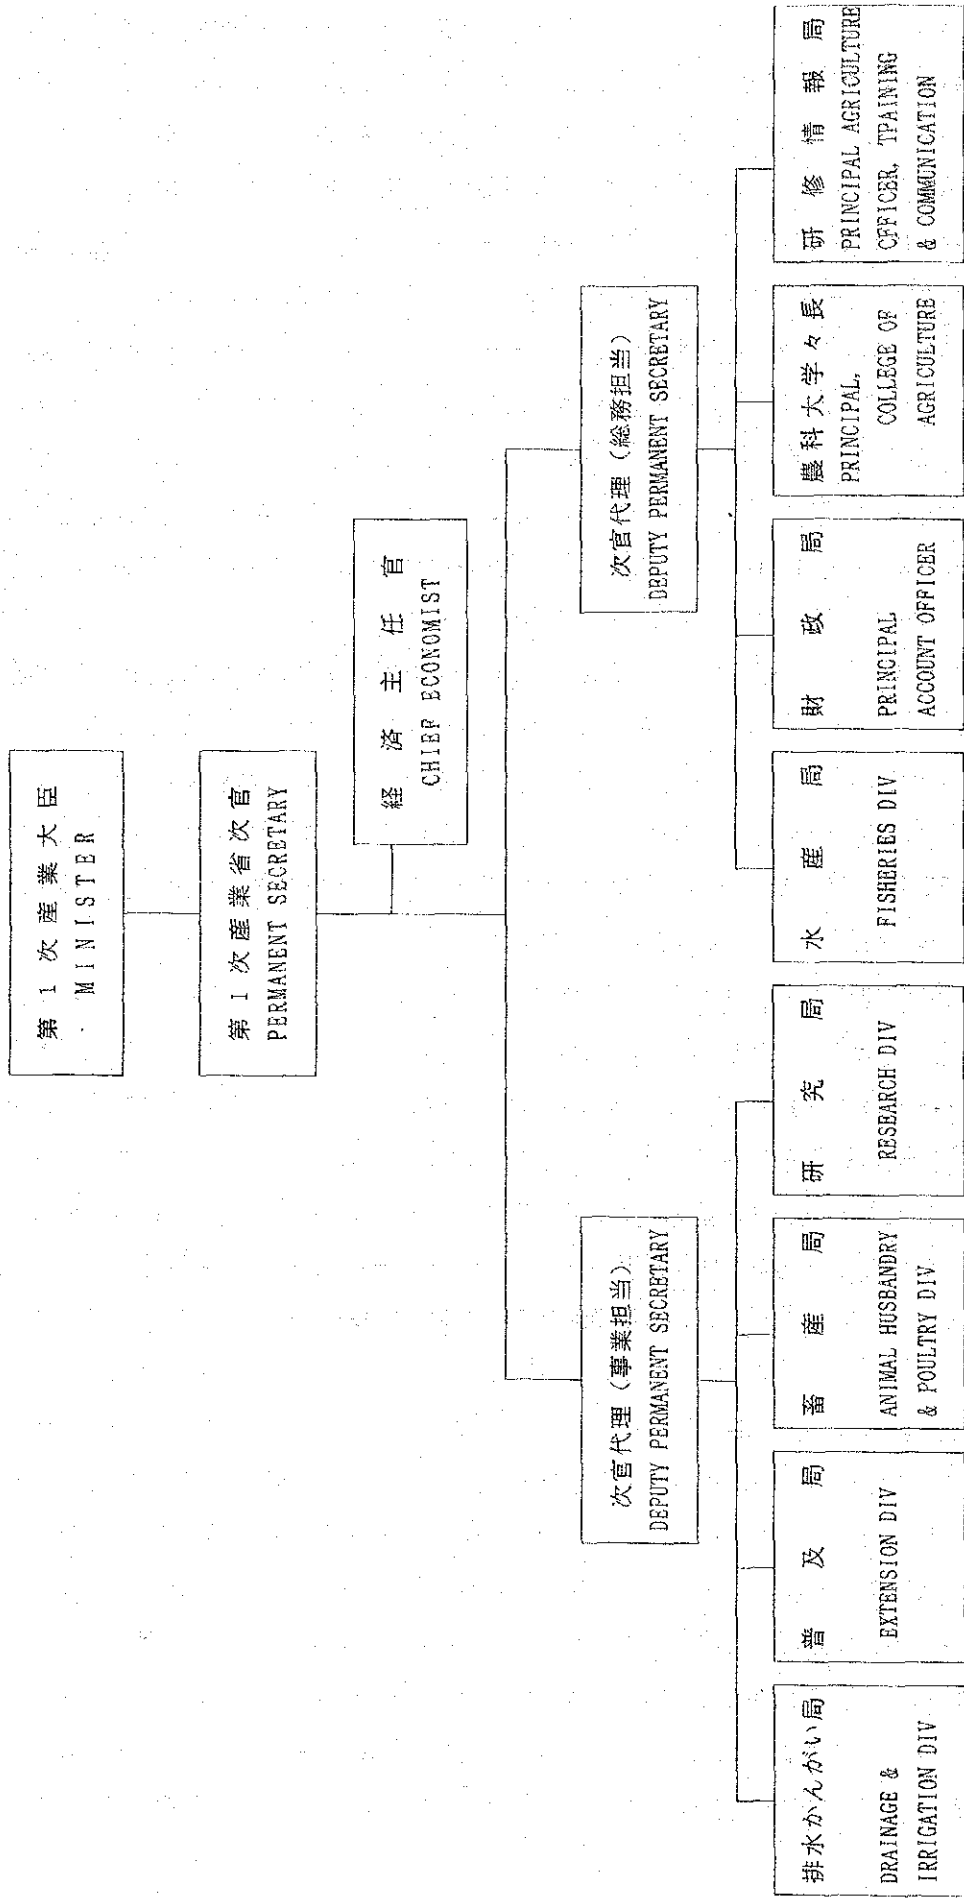 第1次産業大臣
MINISTER
第1次産業省次官
PERMANENT SECRETARY
経済主任官
CHIEF ECONOMIST
次官代理（事業担当）
DEPUTY PERMANENT SECRETARY
次官代理（総務担当）
DEPUTY PERMANENT SECRETARY
排水かんがい局
DRAINAGE &
IRRIGATION DIV
普及局
EXTENSION DIV
畜産局
ANIMAL HUSBANDRY
& POULTRY DIV
研究局
RESEARCH DIV
水産局
FISHERIES DIV
財政局
PRINCIPAL
ACCOUNT OFFICER
農科大学々長
PRINCIPAL,
COLLEGE OF
AGRICULTURE
研修情報局
PRINCIPAL AGRICULTURE
CFFICER, TPAINING
& COMMUNICATION